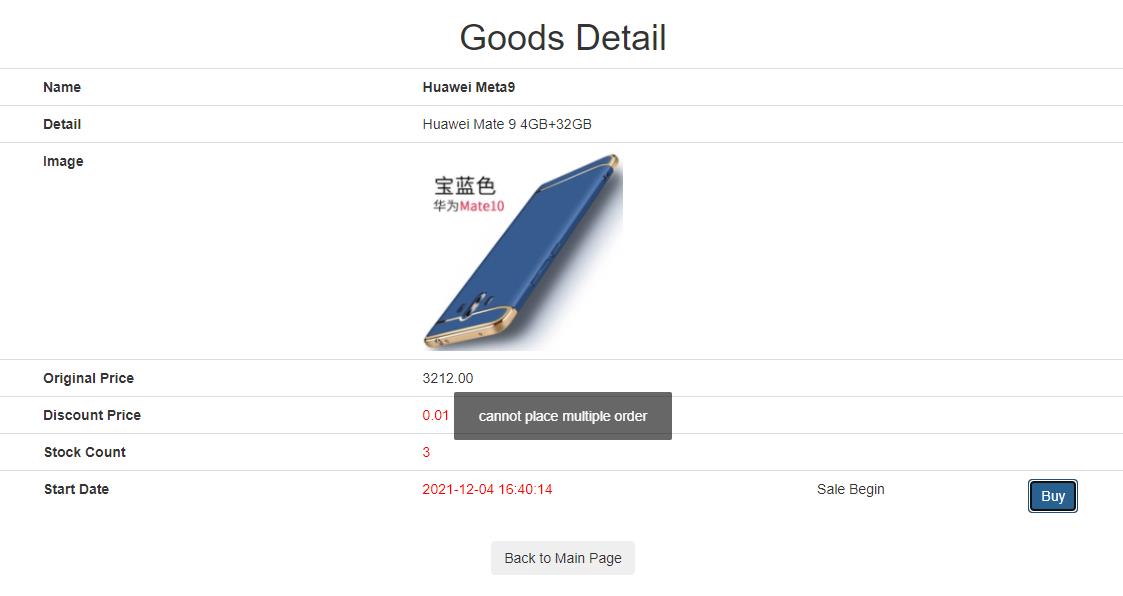 Goods Detail
Name Huawei Meta9
Detail Huawei Mate 9 4GB+32GB
Image
宝蓝色
华为Mate10
Original Price 3212.00
Discount Price 0.01
cannot place multiple order
Stock Count 3
Start Date 2021-12-04 16:40:14 Sale Begin Buy
Back to Main Page